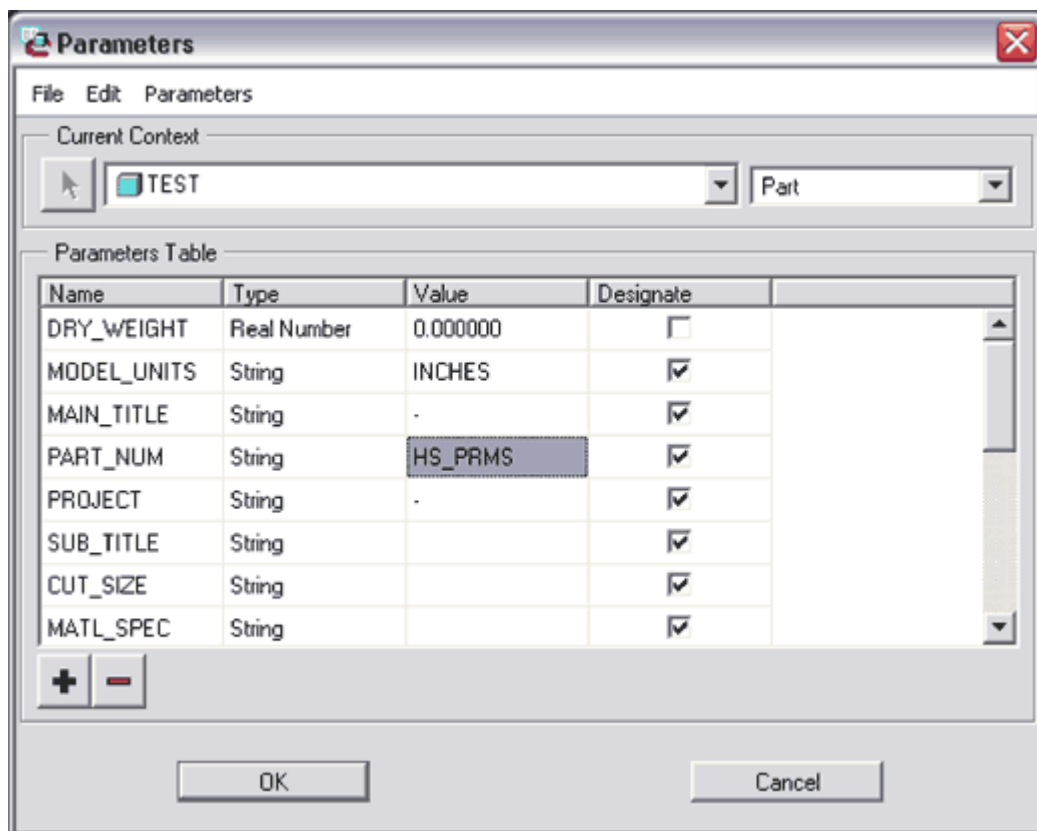 Parameters
File Edit Parameters
Current Context
TEST Part
Parameters Table
Name Type Value Designate
DRY_WEIGHT Real Number 0.000000
MODEL_UNITS String INCHES
MAIN_TITLE String -
PART_NUM String HS_PRMS
PROJECT String -
SUB_TITLE String
CUT_SIZE String
MATL_SPEC String
OK Cancel